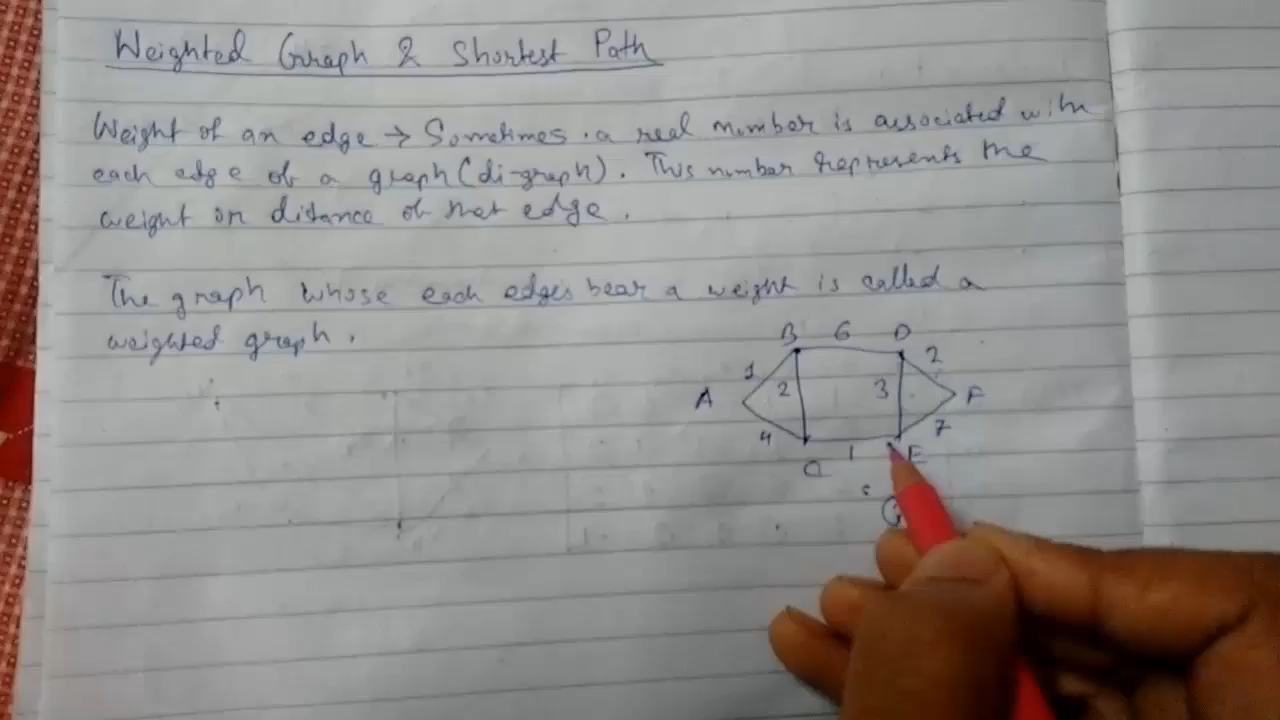 Weighted Graph & Shortest Path
Weight of an edge → Sometimes a real number is associated with
each edge of a graph (di-graph). This number represents the
weight or distance of that edge.
The graph whose each edges bear a weight is called a
weighted graph.
B 6 D
1 2
A 2 3 F
4 7
C 1 E
G